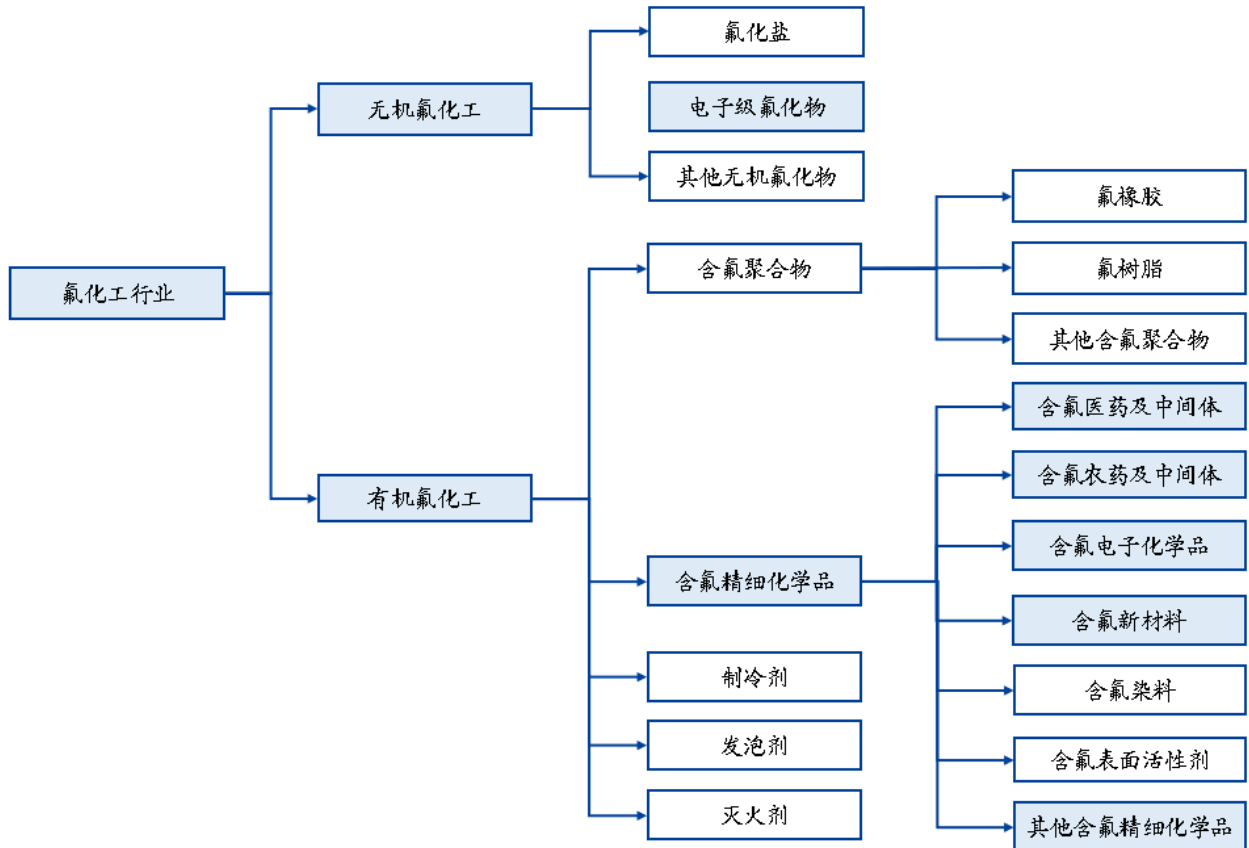 氟化工行业
无机氟化工
氟化盐
电子级氟化物
其他无机氟化物
有机氟化工
含氟聚合物
氟橡胶
氟树脂
其他含氟聚合物
含氟精细化学品
含氟医药及中间体
含氟农药及中间体
含氟电子化学品
含氟新材料
含氟染料
含氟表面活性剂
其他含氟精细化学品
制冷剂
发泡剂
灭火剂